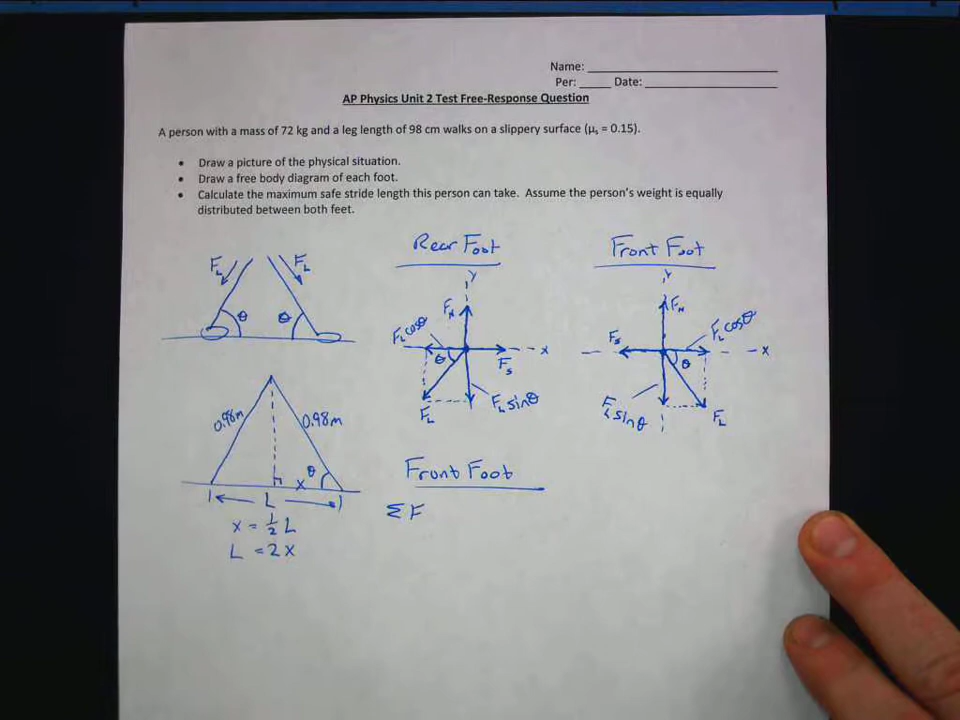 Name: ____________________
Per: _____ Date: ____________________
AP Physics Unit 2 Test Free-Response Question
A person with a mass of 72 kg and a leg length of 98 cm walks on a slippery surface (μs = 0.15).
• Draw a picture of the physical situation.
• Draw a free body diagram of each foot.
• Calculate the maximum safe stride length this person can take. Assume the person's weight is equally
distributed between both feet.
Rear Foot
Front Foot
FL FL
θ θ
y
FN
FL cosθ
θ
x
Fs
FL
FL sinθ
y
FN
Fs
FL cosθ
x
θ
FL sinθ
FL
0.98m 0.98m
θ
x
L
x = ½ L
L = 2x
Front Foot
ΣF